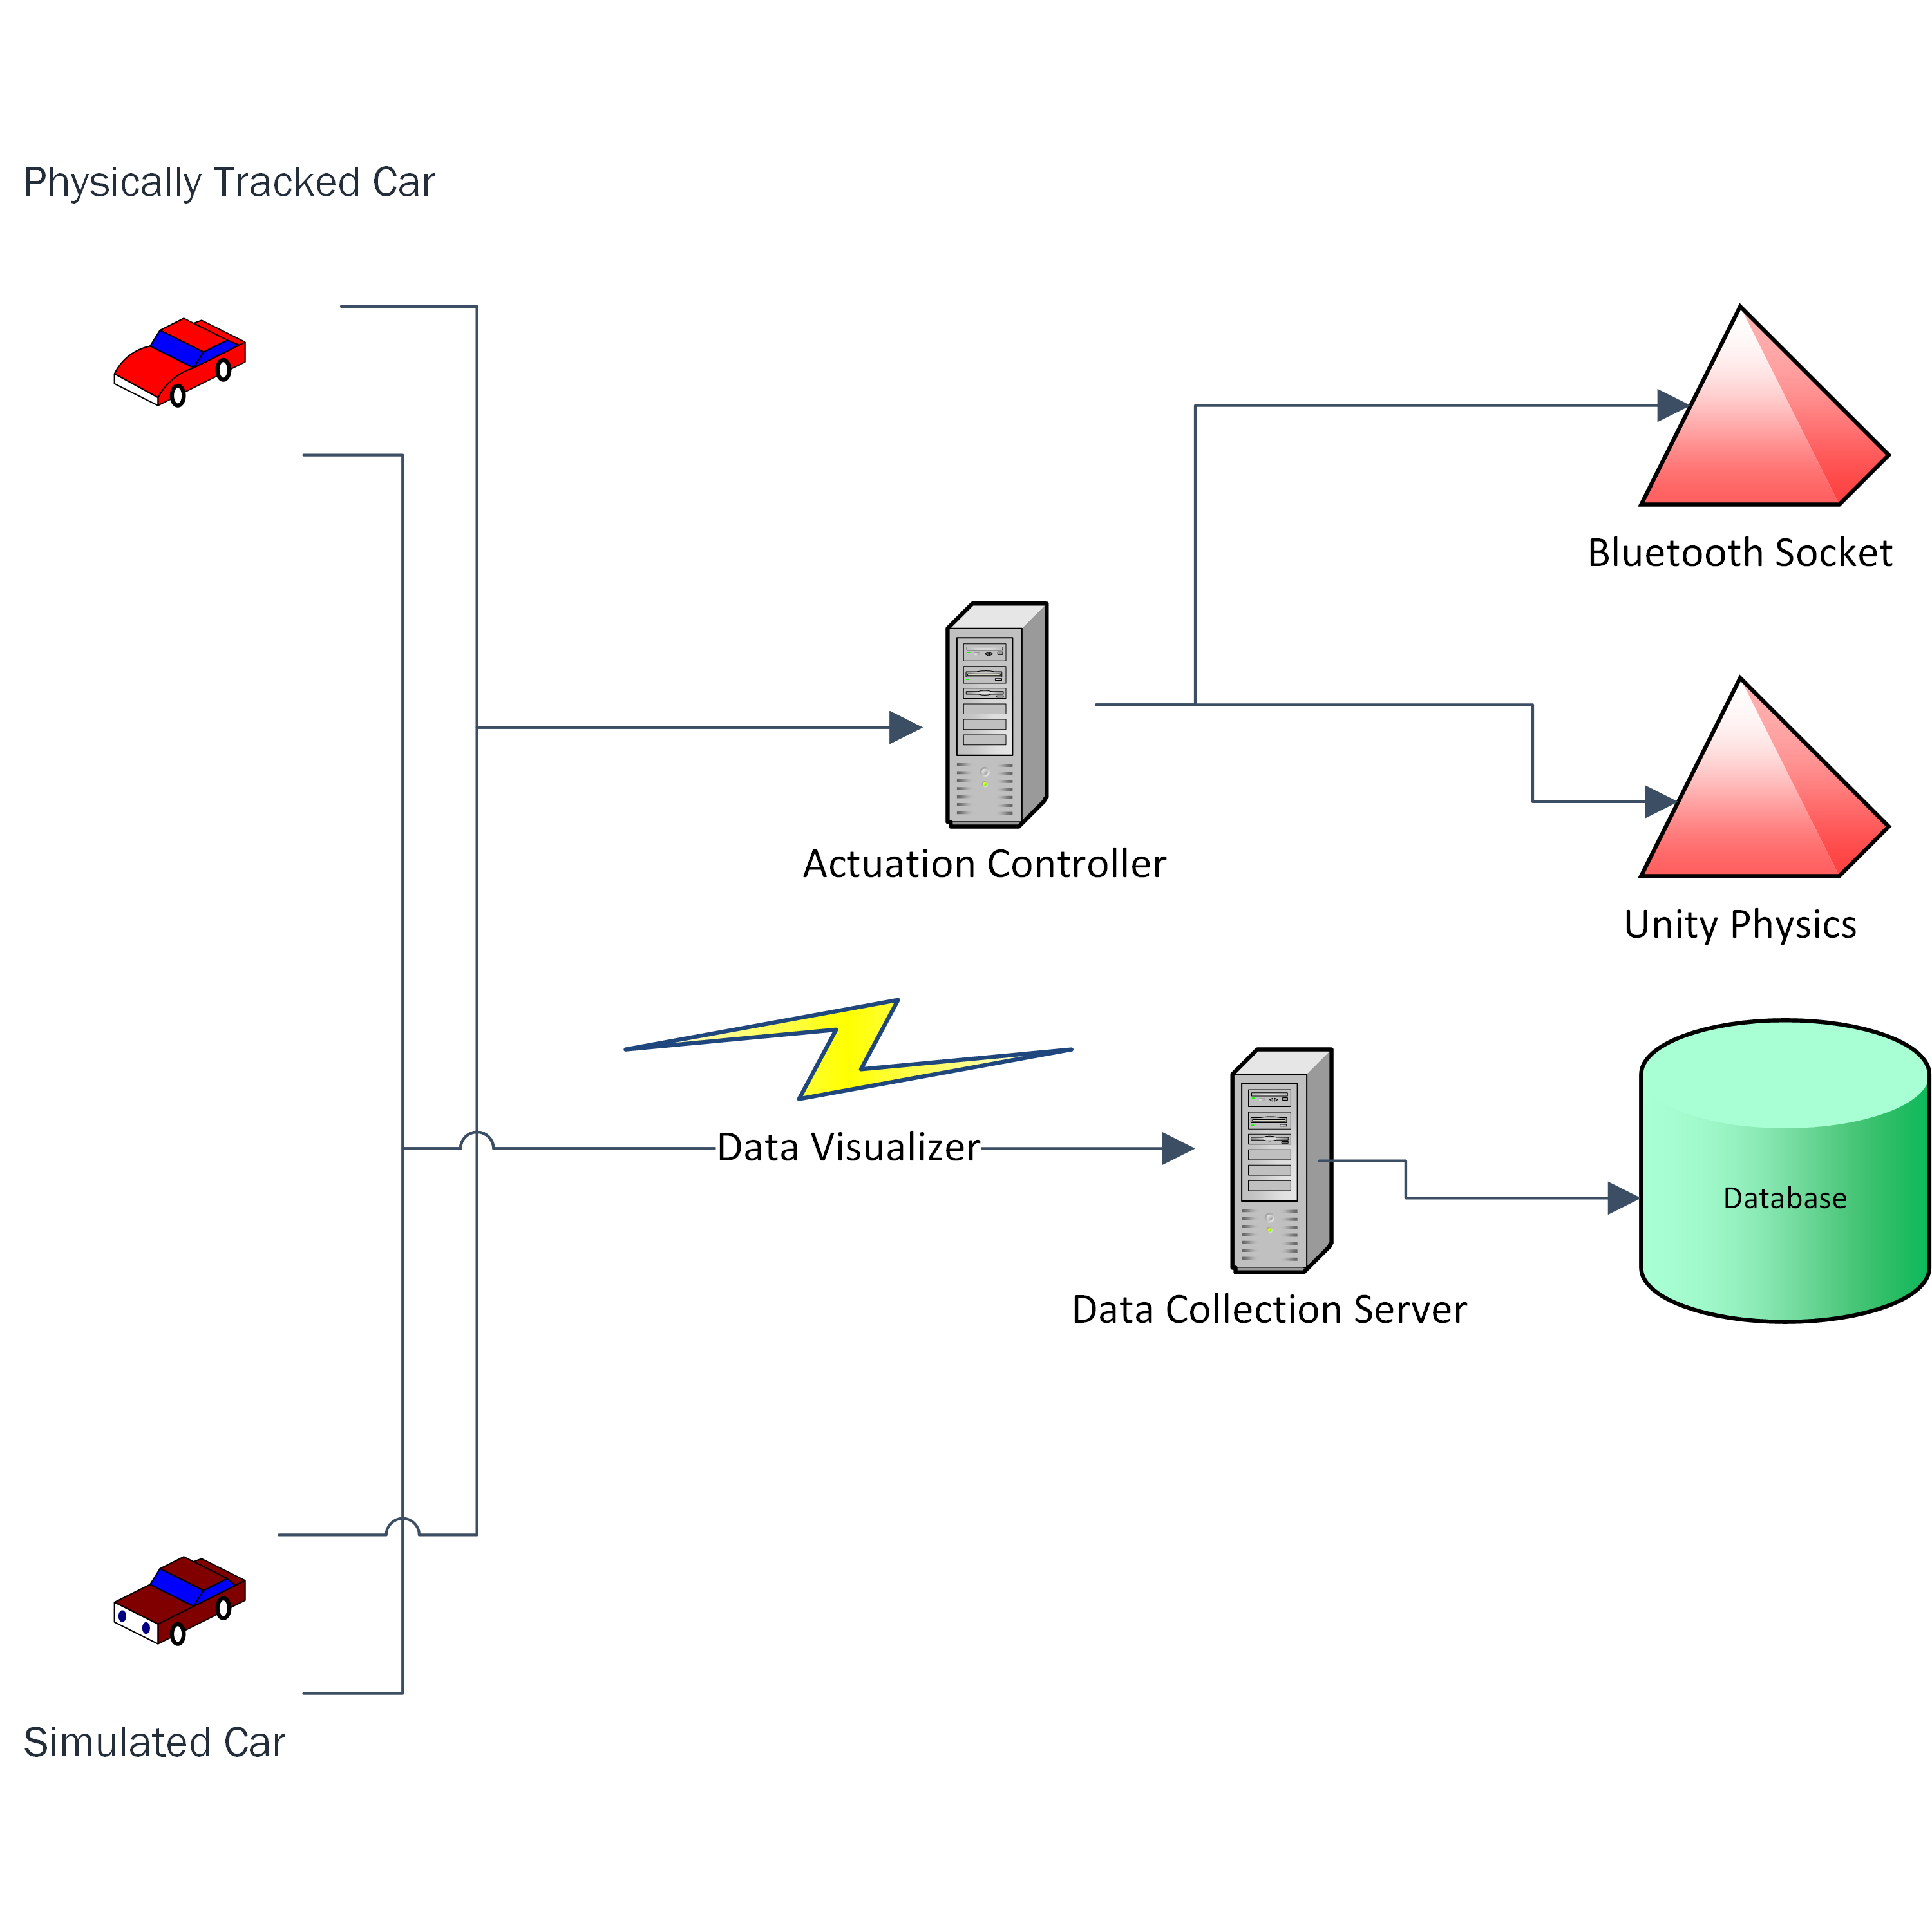 Physically Tracked Car
Bluetooth Socket
Actuation Controller
Unity Physics
Data Visualizer
Database
Data Collection Server
Simulated Car